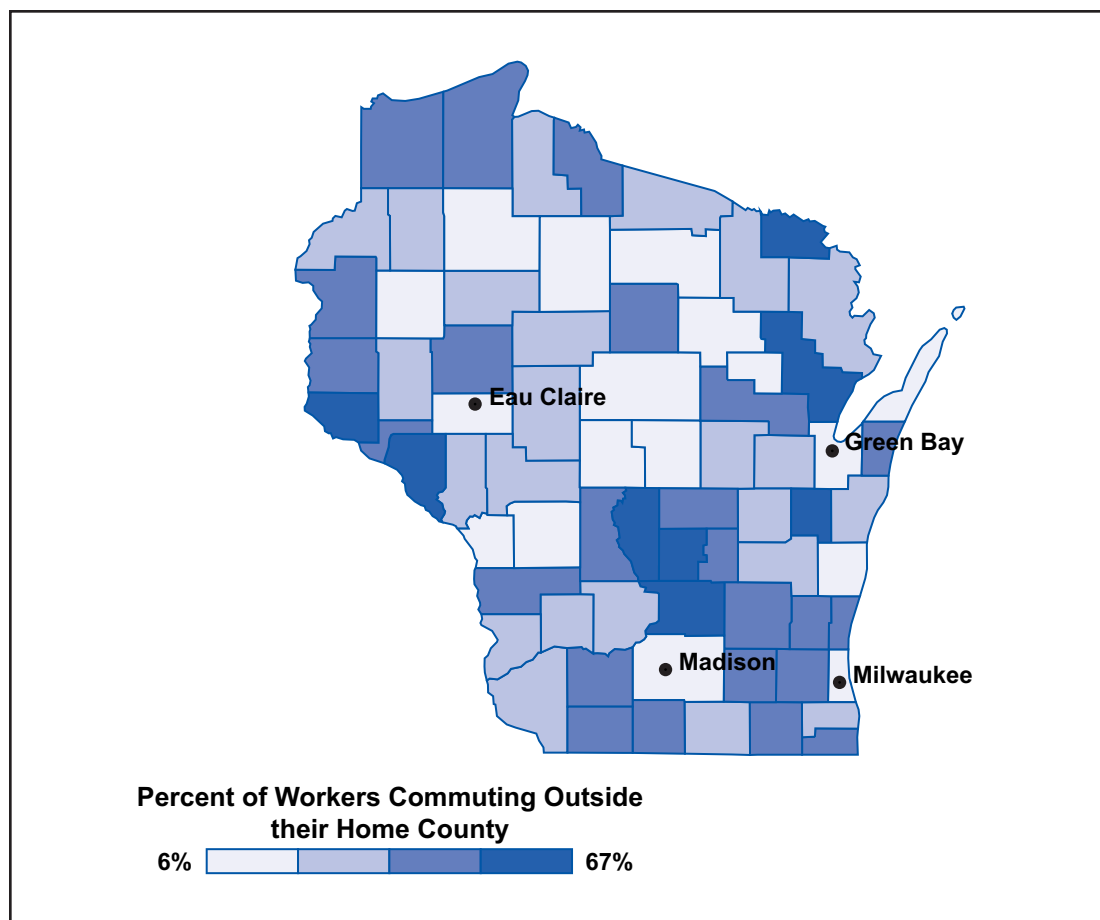 Eau Claire
Green Bay
Madison
Milwaukee
Percent of Workers Commuting Outside
their Home County
6% 67%